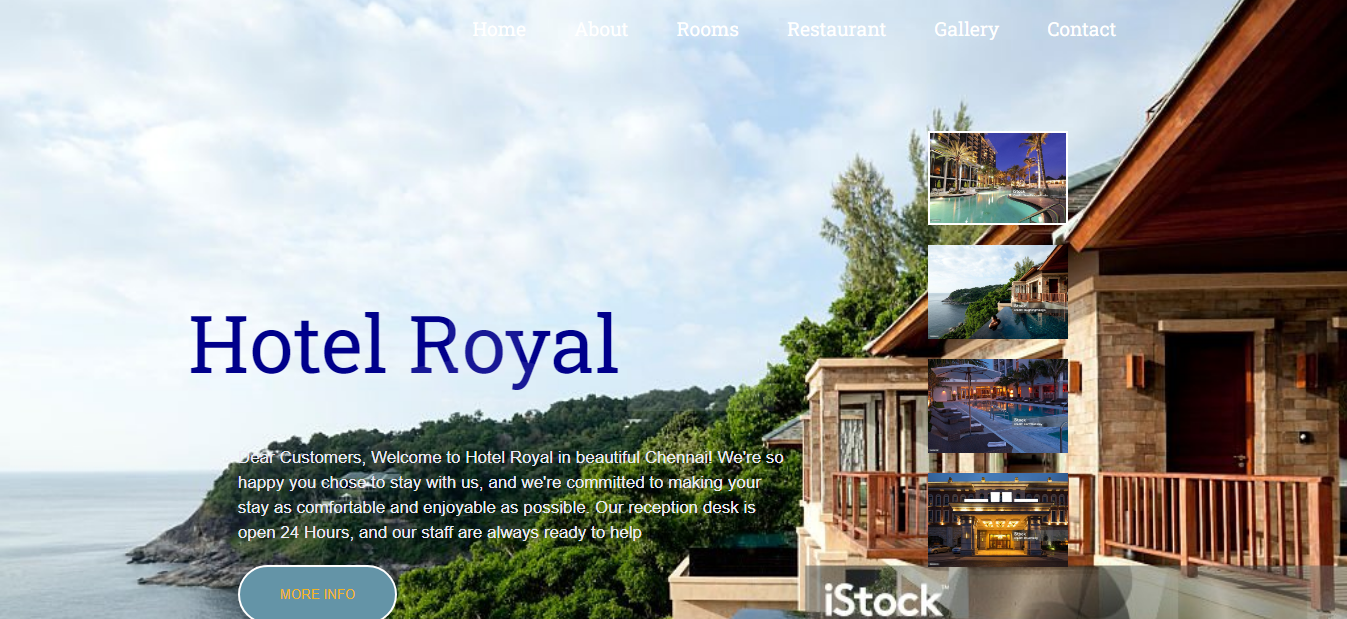 Home About Rooms Restaurant Gallery Contact
Hotel Royal
Dear Customers, Welcome to Hotel Royal in beautiful Chennai! We're so
happy you chose to stay with us, and we're committed to making your
stay as comfortable and enjoyable as possible. Our reception desk is
open 24 Hours, and our staff are always ready to help
MORE INFO
iStock™